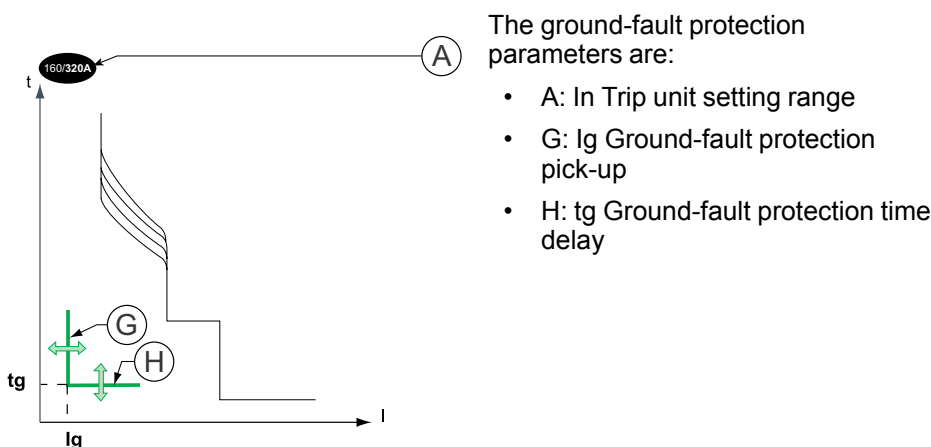 160/320A
A
t
G
H
tg
I
Ig
The ground-fault protection
parameters are:
• A: In Trip unit setting range
• G: Ig Ground-fault protection
pick-up
• H: tg Ground-fault protection time
delay